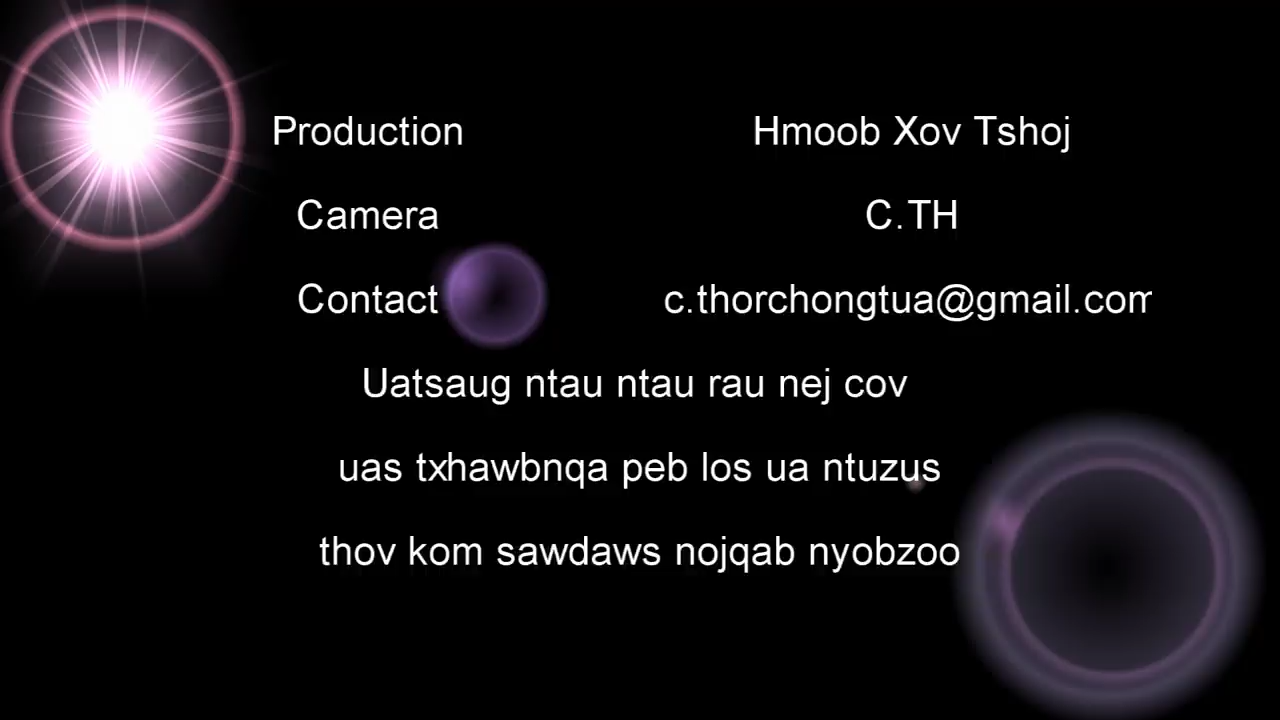 Production Hmoob Xov Tshoj
Camera C.TH
Contact c.thorchongtua@gmail.com
Uatsaug ntau ntau rau nej cov
uas txhawbnqa peb los ua ntuzus
thov kom sawdaws nojqab nyobzoo